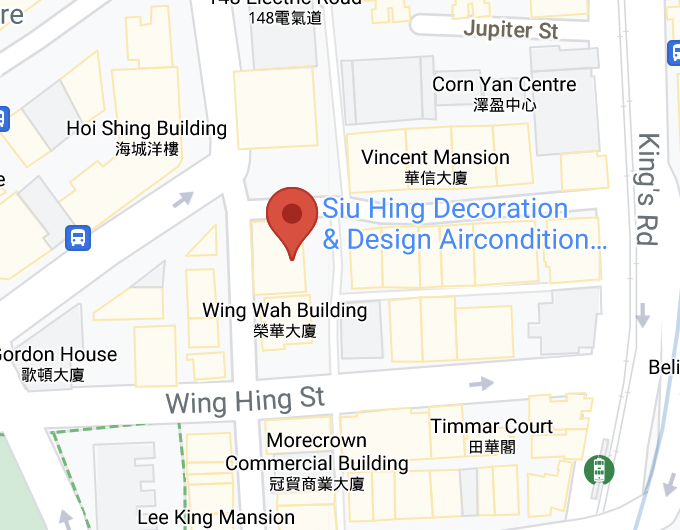 148 Electric Road
148電氣道
Jupiter St
Corn Yan Centre
澤盈中心
Hoi Shing Building
海城洋樓
Vincent Mansion
華信大廈
King's Rd
Siu Hing Decoration
& Design Aircondition...
Wing Wah Building
榮華大廈
Gordon House
歌頓大廈
Beli
Wing Hing St
Timmar Court
田華閣
Morecrown
Commercial Building
冠貿商業大廈
Lee King Mansion